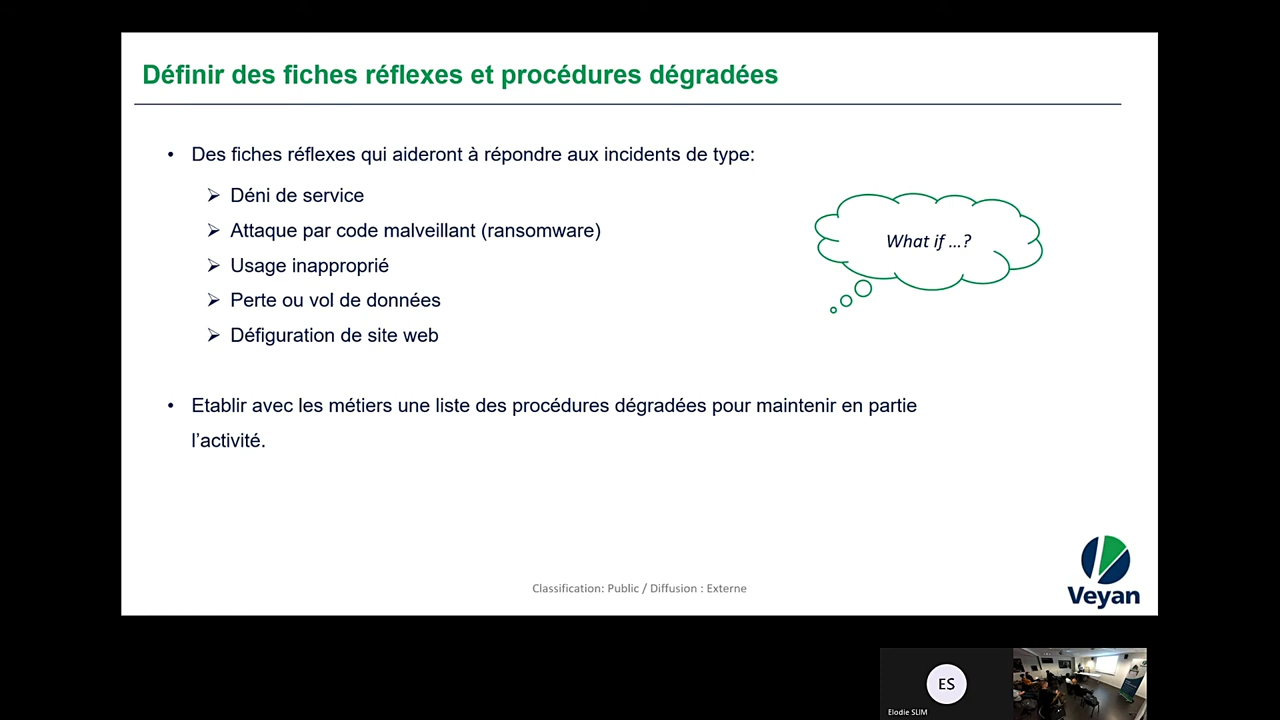 Définir des fiches réflexes et procédures dégradées
• Des fiches réflexes qui aideront à répondre aux incidents de type:
➢ Déni de service
➢ Attaque par code malveillant (ransomware)
➢ Usage inapproprié
➢ Perte ou vol de données
➢ Défiguration de site web
What if …?
• Etablir avec les métiers une liste des procédures dégradées pour maintenir en partie
l’activité.
Classification: Public / Diffusion : Externe
Veyan
ES
Elodie SLIM